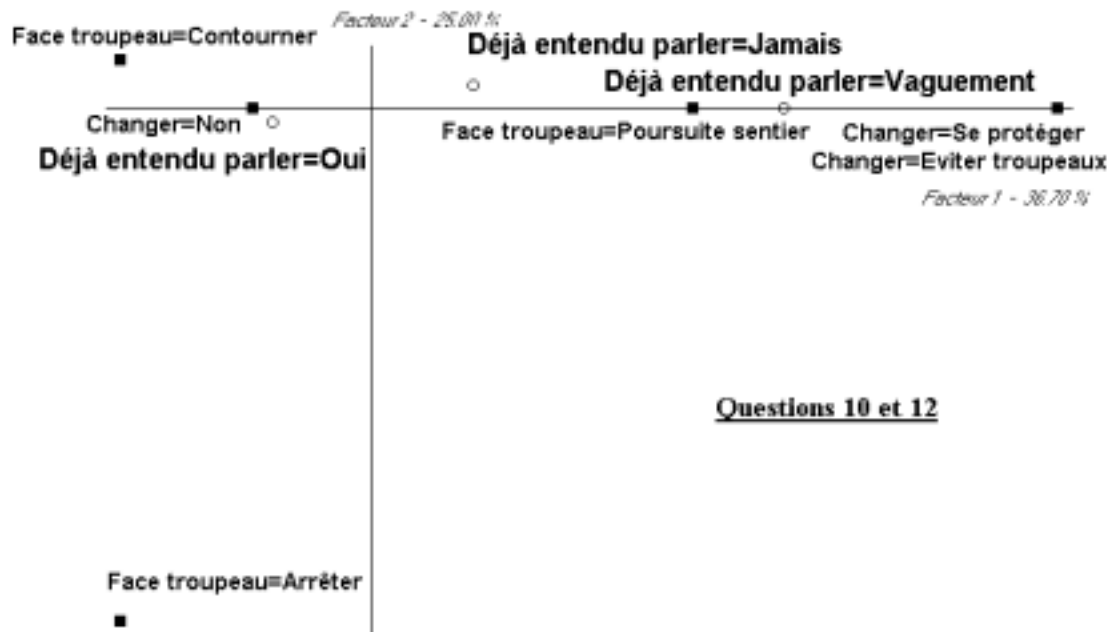 Facteur 2 - 25.00 %
Face troupeau=Contourner
Déjà entendu parler=Jamais
Déjà entendu parler=Vaguement
Changer=Non
Face troupeau=Poursuite sentier
Changer=Se protéger
Déjà entendu parler=Oui
Changer=Eviter troupeaux
Facteur 1 - 36.70 %
Questions 10 et 12
Face troupeau=Arrêter